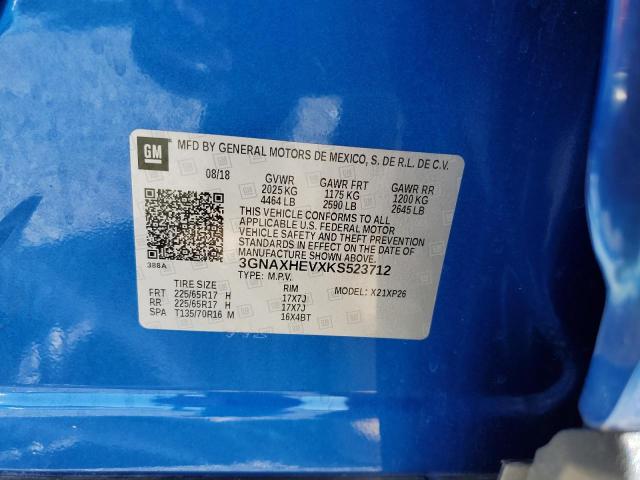 GM MFD BY GENERAL MOTORS DE MEXICO, S. DE R.L. DE C.V.
08/18 GVWR GAWR FRT GAWR RR
2025 KG 1175 KG 1200 KG
4464 LB 2590 LB 2645 LB
THIS VEHICLE CONFORMS TO ALL
APPLICABLE U.S. FEDERAL MOTOR
VEHICLE SAFETY AND THEFT PREVENTION
STANDARDS IN EFFECT ON THE DATE OF
MANUFACTURE SHOWN ABOVE.
3GNAXHEVXKS523712
388A
TYPE: M.P.V.
TIRE SIZE RIM MODEL: X21XP26
FRT 225/65R17 H 17X7J
RR 225/65R17 H 17X7J
SPA T135/70R16 M 16X4BT